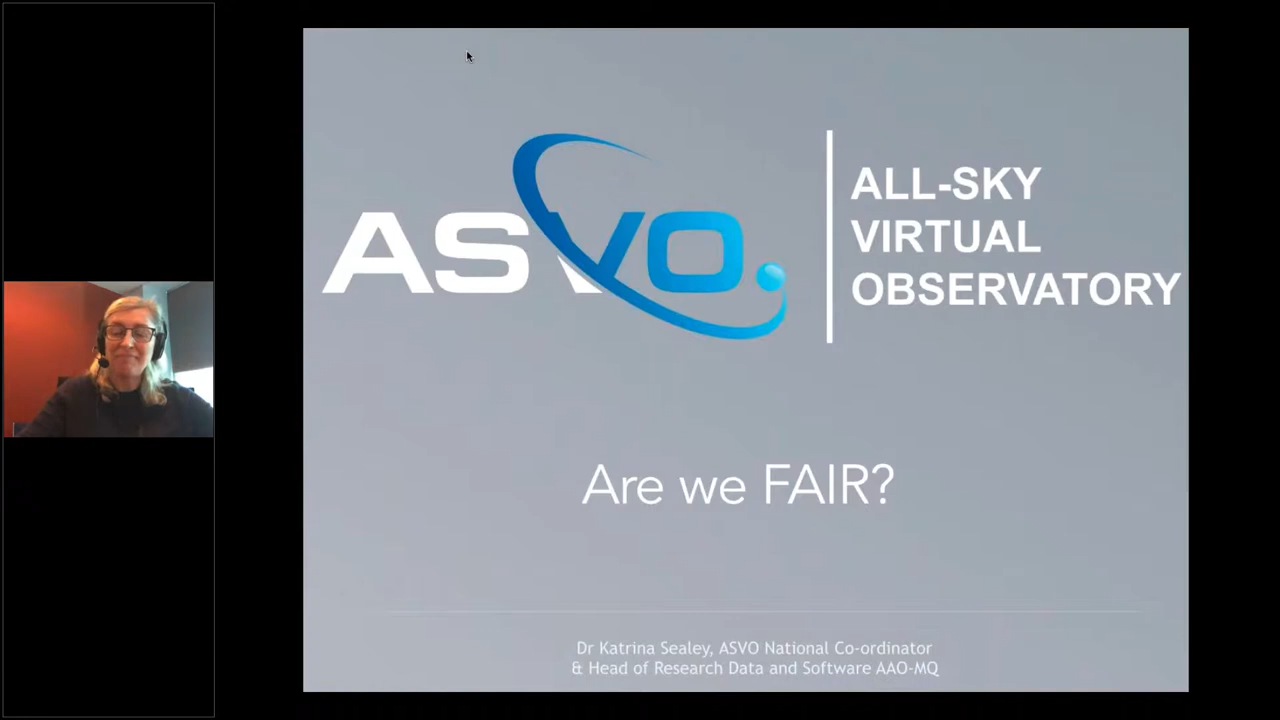 ASVO
ALL-SKY
VIRTUAL
OBSERVATORY
Are we FAIR?
Dr Katrina Sealey, ASVO National Co-ordinator
& Head of Research Data and Software AAO-MQ